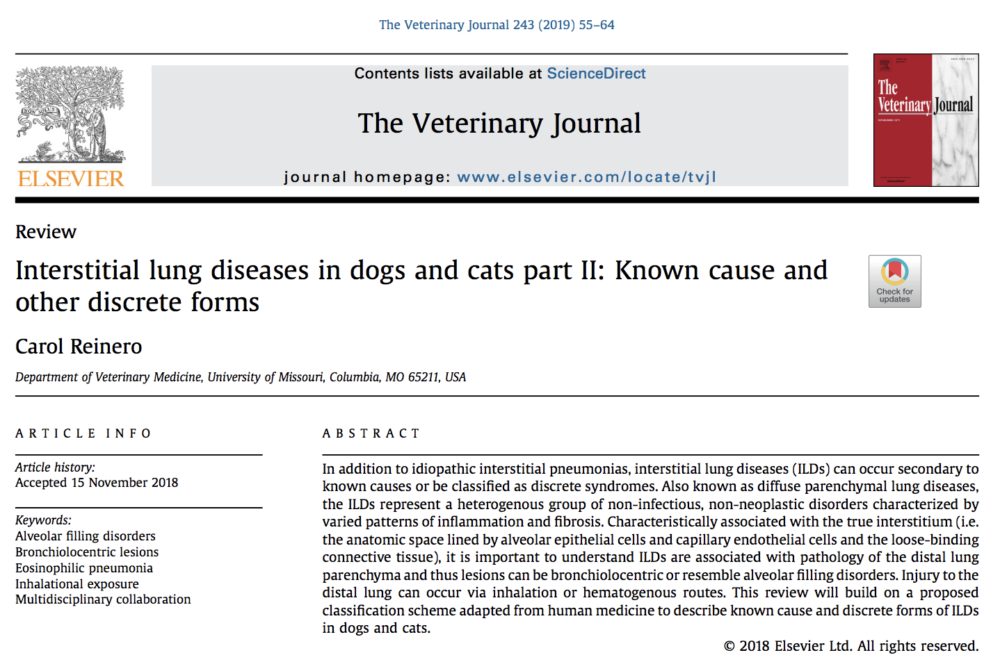 The Veterinary Journal 243 (2019) 55–64
Contents lists available at ScienceDirect
The Veterinary Journal
journal homepage: www.elsevier.com/locate/tvjl
NON SOLUS
ELSEVIER
The
Veterinary Journal
ESTABLISHED 1875
ScienceDirect
Review
Interstitial lung diseases in dogs and cats part II: Known cause and
other discrete forms
Check for
updates
Carol Reinero
Department of Veterinary Medicine, University of Missouri, Columbia, MO 65211, USA
ARTICLE INFO
Article history:
Accepted 15 November 2018
Keywords:
Alveolar filling disorders
Bronchiolocentric lesions
Eosinophilic pneumonia
Inhalational exposure
Multidisciplinary collaboration
ABSTRACT
In addition to idiopathic interstitial pneumonias, interstitial lung diseases (ILDs) can occur secondary to
known causes or be classified as discrete syndromes. Also known as diffuse parenchymal lung diseases,
the ILDs represent a heterogenous group of non-infectious, non-neoplastic disorders characterized by
varied patterns of inflammation and fibrosis. Characteristically associated with the true interstitium (i.e.
the anatomic space lined by alveolar epithelial cells and capillary endothelial cells and the loose-binding
connective tissue), it is important to understand ILDs are associated with pathology of the distal lung
parenchyma and thus lesions can be bronchiolocentric or resemble alveolar filling disorders. Injury to the
distal lung can occur via inhalation or hematogenous routes. This review will build on a proposed
classification scheme adapted from human medicine to describe known cause and discrete forms of ILDs
in dogs and cats.
© 2018 Elsevier Ltd. All rights reserved.